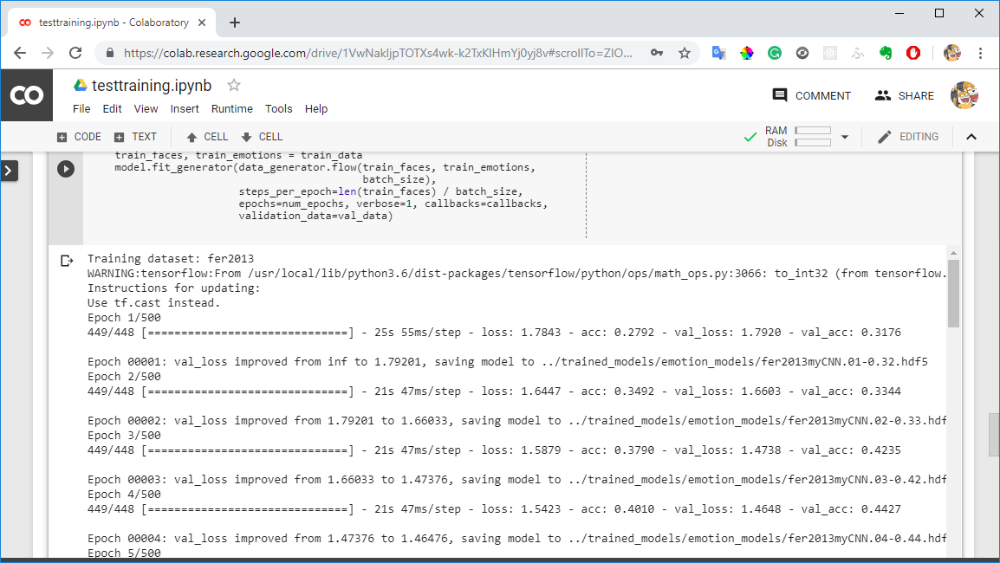 testtraining.ipynb - Colaboratory
https://colab.research.google.com/drive/1VwNakljpTOTXs4wk-k2TxKlHmYj0yj8v#scrollTo=ZIO...
CO
testtraining.ipynb
File Edit View Insert Runtime Tools Help
COMMENT SHARE
CODE TEXT CELL CELL
RAM
Disk
EDITING
train_faces, train_emotions = train_data
model.fit_generator(data_generator.flow(train_faces, train_emotions,
batch_size),
steps_per_epoch=len(train_faces) / batch_size,
epochs=num_epochs, verbose=1, callbacks=callbacks,
validation_data=val_data)
Training dataset: fer2013
WARNING:tensorflow:From /usr/local/lib/python3.6/dist-packages/tensorflow/python/ops/math_ops.py:3066: to_int32 (from tensorflow.
Instructions for updating:
Use tf.cast instead.
Epoch 1/500
449/448 [==============================] - 25s 55ms/step - loss: 1.7843 - acc: 0.2792 - val_loss: 1.7920 - val_acc: 0.3176
Epoch 00001: val_loss improved from inf to 1.79201, saving model to ../trained_models/emotion_models/fer2013myCNN.01-0.32.hdf5
Epoch 2/500
449/448 [==============================] - 21s 47ms/step - loss: 1.6447 - acc: 0.3492 - val_loss: 1.6603 - val_acc: 0.3344
Epoch 00002: val_loss improved from 1.79201 to 1.66033, saving model to ../trained_models/emotion_models/fer2013myCNN.02-0.33.hdf
Epoch 3/500
449/448 [==============================] - 21s 47ms/step - loss: 1.5879 - acc: 0.3790 - val_loss: 1.4738 - val_acc: 0.4235
Epoch 00003: val_loss improved from 1.66033 to 1.47376, saving model to ../trained_models/emotion_models/fer2013myCNN.03-0.42.hdf
Epoch 4/500
449/448 [==============================] - 21s 47ms/step - loss: 1.5423 - acc: 0.4010 - val_loss: 1.4648 - val_acc: 0.4427
Epoch 00004: val_loss improved from 1.47376 to 1.46476, saving model to ../trained_models/emotion_models/fer2013myCNN.04-0.44.hdf
Epoch 5/500